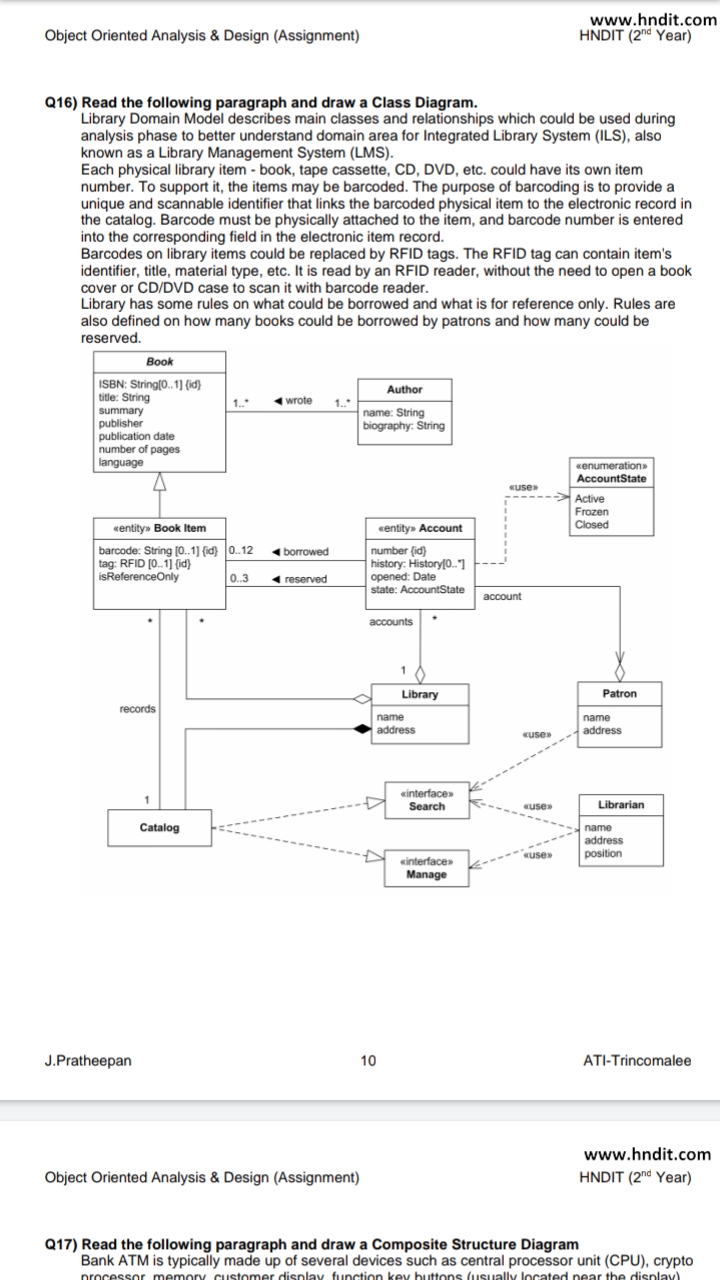 www.hndit.com
Object Oriented Analysis & Design (Assignment)
HNDIT (2nd Year)
Q16) Read the following paragraph and draw a Class Diagram.
Library Domain Model describes main classes and relationships which could be used during
analysis phase to better understand domain area for Integrated Library System (ILS), also
known as a Library Management System (LMS).
Each physical library item - book, tape cassette, CD, DVD, etc. could have its own item
number. To support it, the items may be barcoded. The purpose of barcoding is to provide a
unique and scannable identifier that links the barcoded physical item to the electronic record in
the catalog. Barcode must be physically attached to the item, and barcode number is entered
into the corresponding field in the electronic item record.
Barcodes on library items could be replaced by RFID tags. The RFID tag can contain item's
identifier, title, material type, etc. It is read by an RFID reader, without the need to open a book
cover or CD/DVD case to scan it with barcode reader.
Library has some rules on what could be borrowed and what is for reference only. Rules are
also defined on how many books could be borrowed by patrons and how many could be
reserved.
Book
ISBN: String[0..1] {id}
title: String
summary
publisher
publication date
number of pages
language
1..*
◄ wrote
1..*
Author
name: String
biography: String
«enumeration»
AccountState
Active
Frozen
Closed
«use»
«entity» Book Item
barcode: String [0..1] {id}
tag: RFID [0..1] {id}
isReferenceOnly
0..12
◄ borrowed
0..3
◄ reserved
«entity» Account
number {id}
history: History[0..*]
opened: Date
state: AccountState
account
*
*
accounts
*
1
records
Library
name
address
Patron
name
address
«use»
1
Catalog
«interface»
Search
«use»
Librarian
name
address
position
«interface»
Manage
«use»
J.Pratheepan
10
ATI-Trincomalee
www.hndit.com
Object Oriented Analysis & Design (Assignment)
HNDIT (2nd Year)
Q17) Read the following paragraph and draw a Composite Structure Diagram
Bank ATM is typically made up of several devices such as central processor unit (CPU), crypto
processor, memory, customer display, function key buttons (usually located near the display)